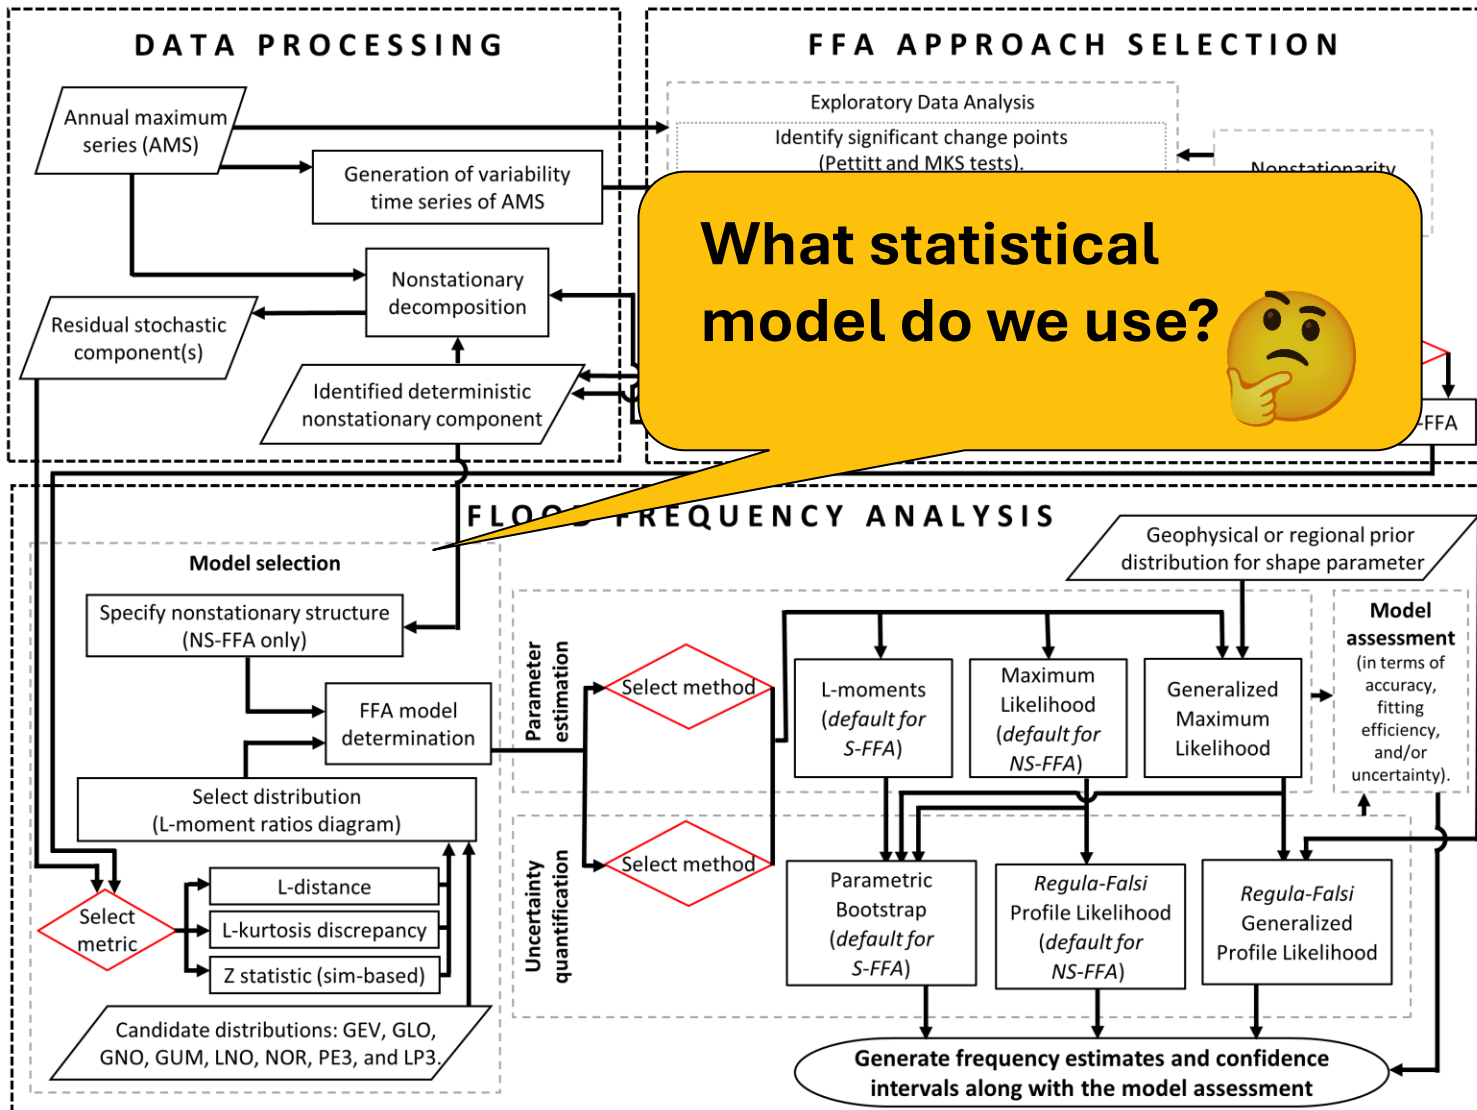 DATA PROCESSING
Annual maximum
series (AMS)
Generation of variability
time series of AMS
Nonstationary
decomposition
Residual stochastic
component(s)
Identified deterministic
nonstationary component
FFA APPROACH SELECTION
Exploratory Data Analysis
Identify significant change points
(Pettitt and MKS tests).
Nonstationarity
What statistical
model do we use?
-FFA
FLOOD FREQUENCY ANALYSIS
Model selection
Specify nonstationary structure
(NS-FFA only)
FFA model
determination
Select distribution
(L-moment ratios diagram)
Select
metric
L-distance
L-kurtosis discrepancy
Z statistic (sim-based)
Candidate distributions: GEV, GLO,
GNO, GUM, LNO, NOR, PE3, and LP3.
Parameter
estimation
Select method
Geophysical or regional prior
distribution for shape parameter
L-moments
(default for
S-FFA)
Maximum
Likelihood
(default for
NS-FFA)
Generalized
Maximum
Likelihood
Model
assessment
(in terms of
accuracy,
fitting
efficiency,
and/or
uncertainty).
Uncertainty
quantification
Select method
Parametric
Bootstrap
(default for
S-FFA)
Regula-Falsi
Profile Likelihood
(default for
NS-FFA)
Regula-Falsi
Generalized
Profile Likelihood
Generate frequency estimates and confidence
intervals along with the model assessment